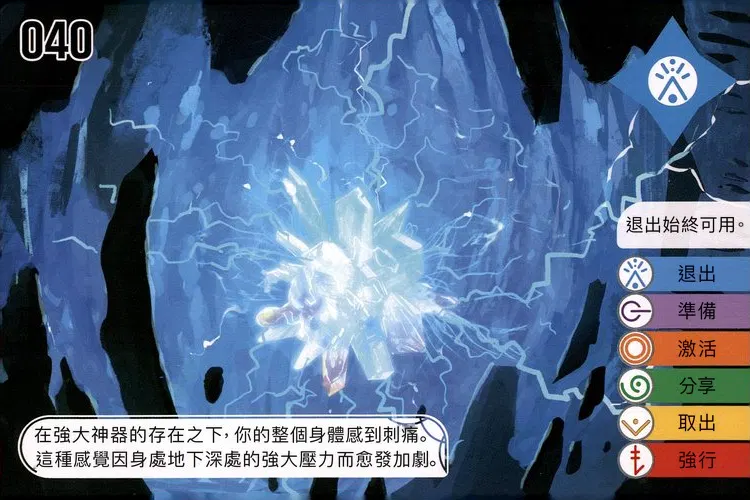 040
退出始終可用。
退出
準備
激活
分享
取出
強行
在強大神器的存在之下，你的整個身體感到刺痛。
這種感覺因身處地下深處的強大壓力而愈發加劇。